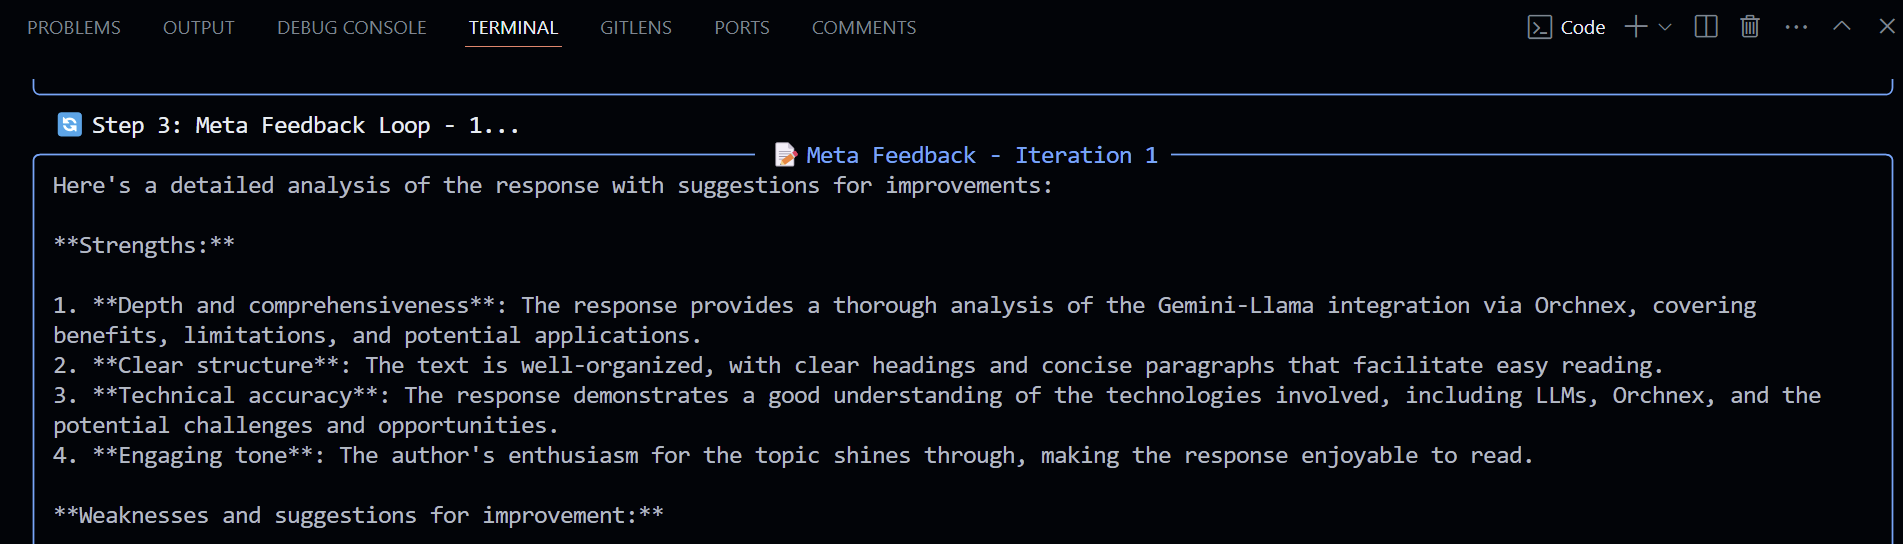 PROBLEMS OUTPUT DEBUG CONSOLE TERMINAL GITLENS PORTS COMMENTS Code
Step 3: Meta Feedback Loop - 1...
Meta Feedback - Iteration 1
Here's a detailed analysis of the response with suggestions for improvements:
**Strengths:**
1. **Depth and comprehensiveness**: The response provides a thorough analysis of the Gemini-Llama integration via Orchnex, covering
benefits, limitations, and potential applications.
2. **Clear structure**: The text is well-organized, with clear headings and concise paragraphs that facilitate easy reading.
3. **Technical accuracy**: The response demonstrates a good understanding of the technologies involved, including LLMs, Orchnex, and the
potential challenges and opportunities.
4. **Engaging tone**: The author's enthusiasm for the topic shines through, making the response enjoyable to read.
**Weaknesses and suggestions for improvement:**